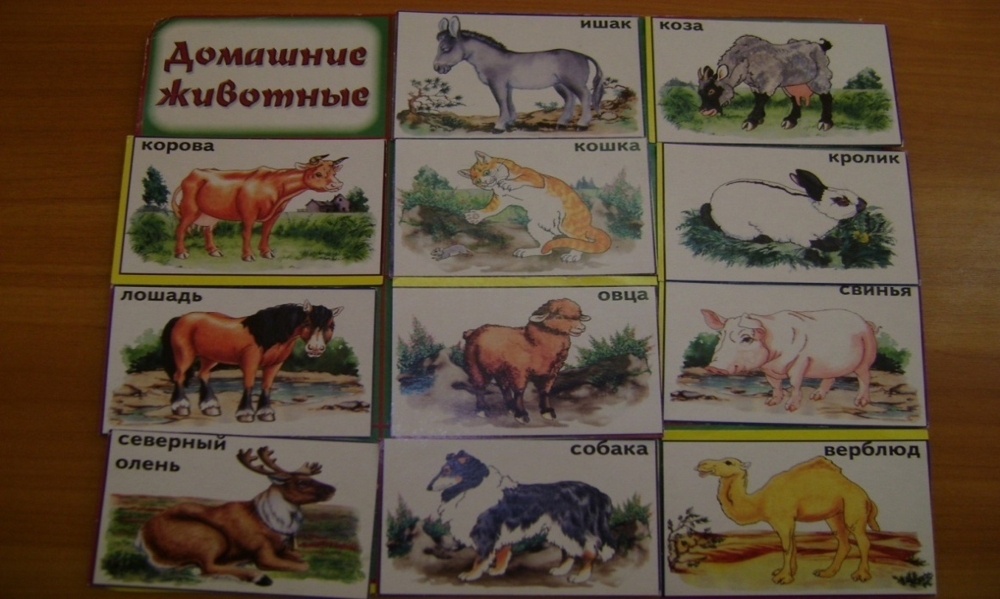 Домашние
животные
ишак
коза
корова
кошка
кролик
лошадь
овца
свинья
северный
олень
собака
верблюд